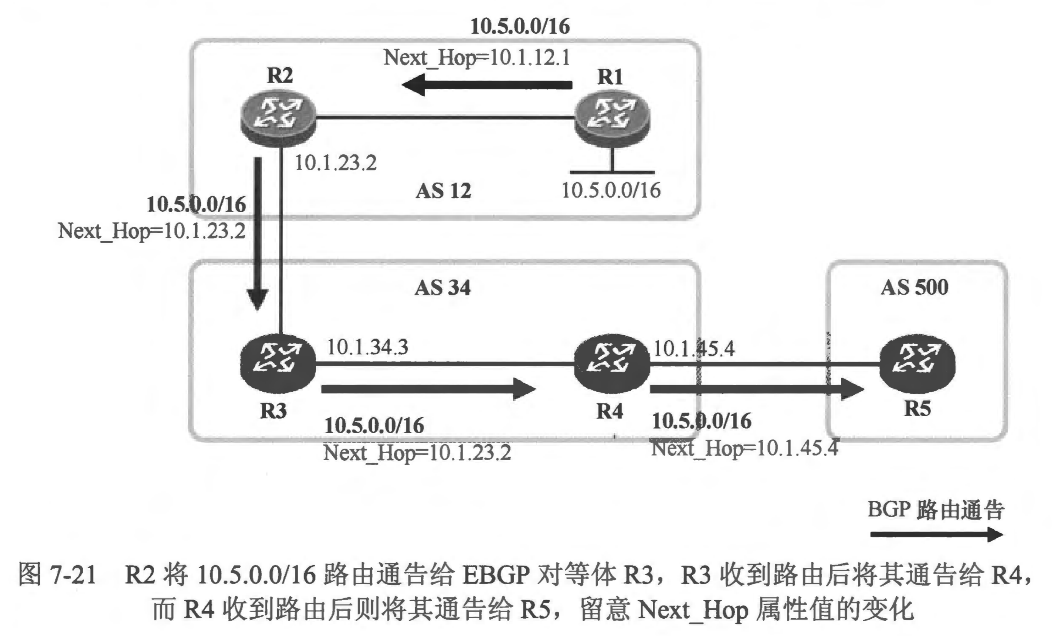 10.5.0.0/16
Next_Hop=10.1.12.1
R2
R1
10.1.23.2
AS 12
10.5.0.0/16
10.5.0.0/16
Next_Hop=10.1.23.2
AS 34
AS 500
10.1.34.3
10.1.45.4
R3
R4
R5
10.5.0.0/16
Next_Hop=10.1.23.2
10.5.0.0/16
Next_Hop=10.1.45.4
BGP 路由通告
图 7-21 R2 将 10.5.0.0/16 路由通告给 EBGP 对等体 R3，R3 收到路由后将其通告给 R4，
而 R4 收到路由后则将其通告给 R5，留意 Next_Hop 属性值的变化